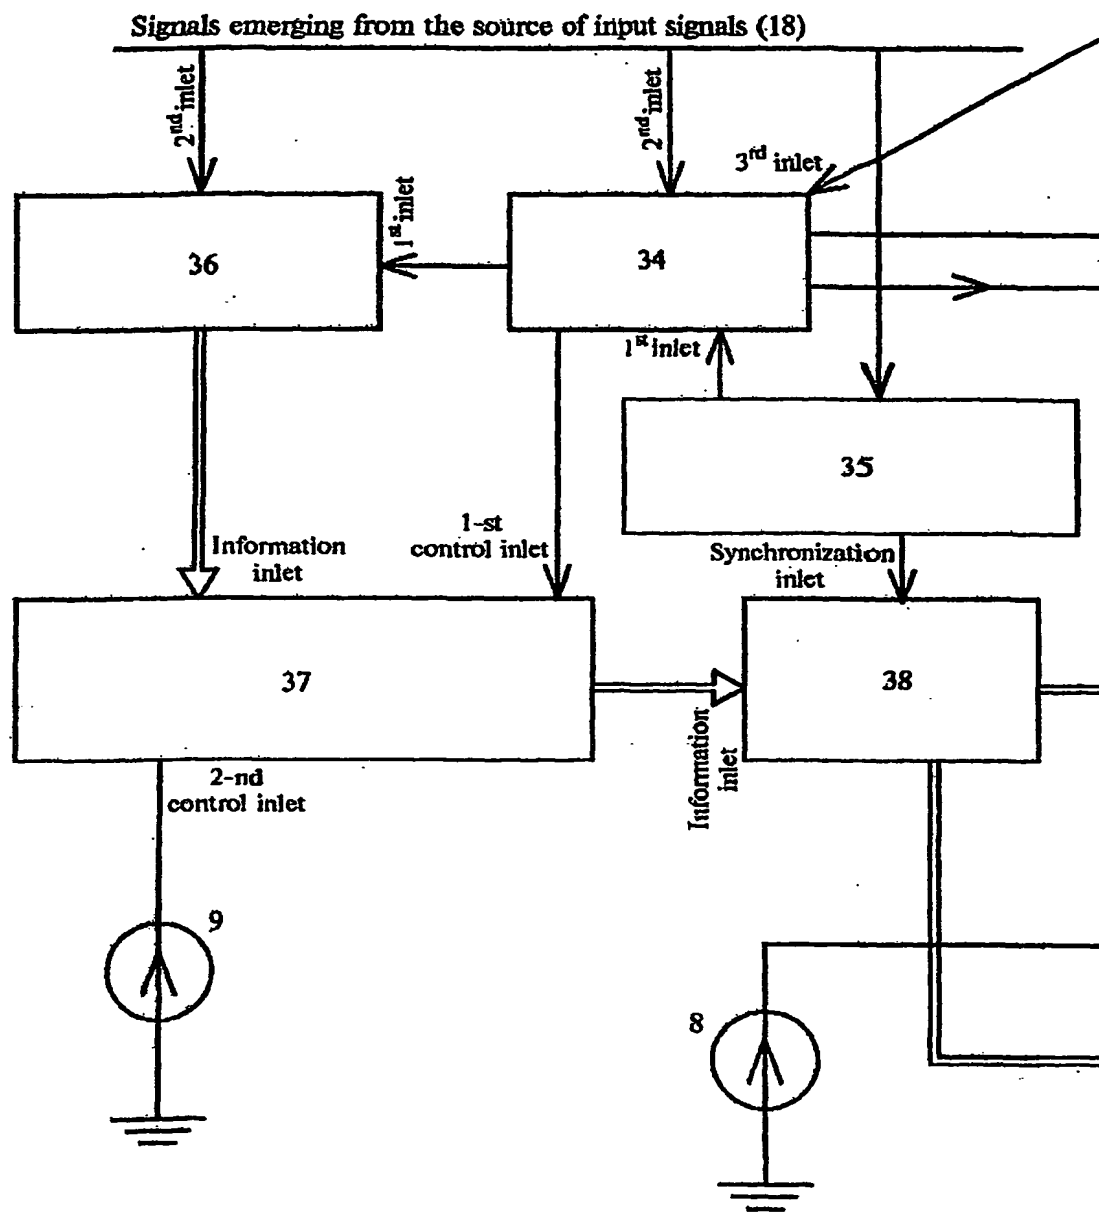 Signals emerging from the source of input signals (18)
2nd inlet
2nd inlet
3rd inlet
1st inlet
36
34
1st inlet
35
Information
inlet
1-st
control inlet
Synchronization
inlet
37
38
Information
inlet
2-nd
control inlet
9
8